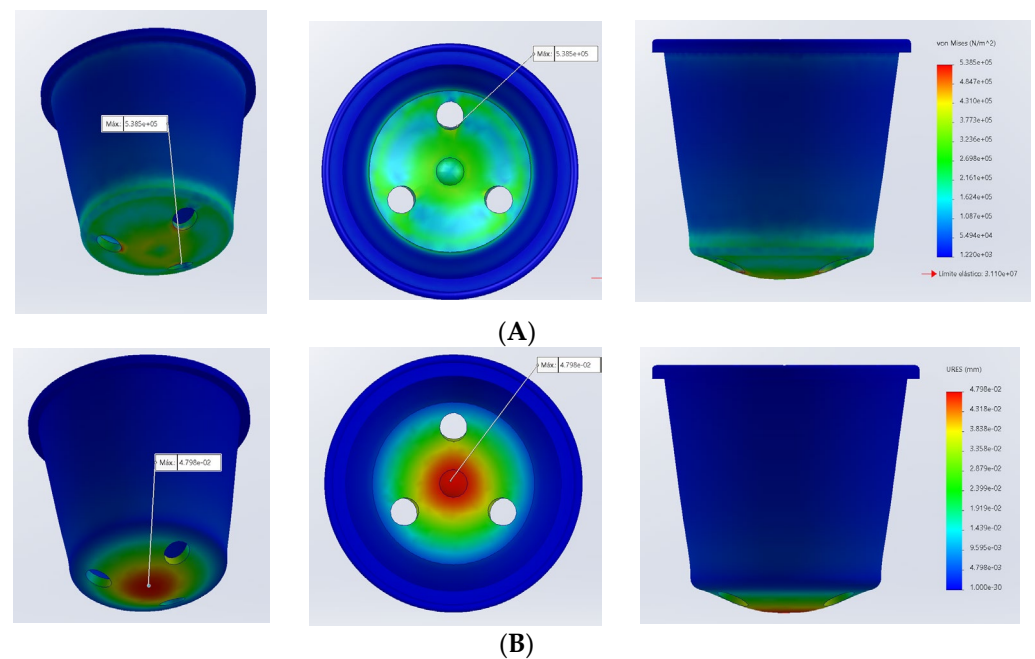 Máx.: 5.385e+05
Máx.: 5.385e+05
von Mises (N/m^2)
5.385e+05
4.847e+05
4.310e+05
3.773e+05
3.236e+05
2.698e+05
2.161e+05
1.624e+05
1.087e+05
5.494e+04
1.220e+03
Límite elástico: 3.110e+07
(A)
Máx.: 4.798e-02
Máx.: 4.798e-02
URES (mm)
4.798e-02
4.318e-02
3.838e-02
3.358e-02
2.879e-02
2.399e-02
1.919e-02
1.439e-02
9.595e-03
4.798e-03
1.000e-30
(B)